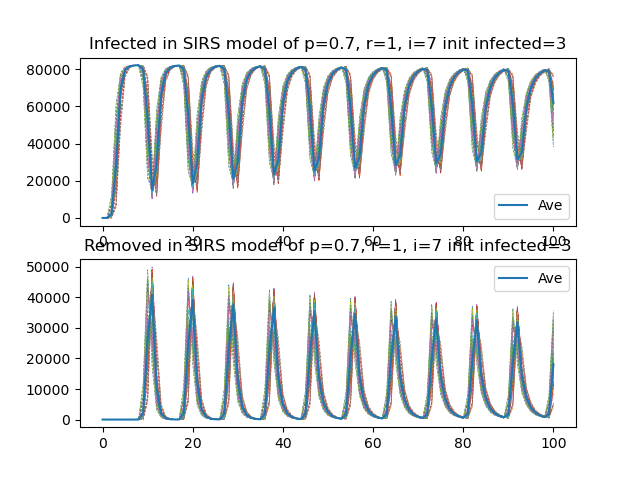 Infected in SIRS model of p=0.7, r=1, i=7 init infected=3
80000
60000
40000
20000
0
Ave
0 20 40 60 80 100
Removed in SIRS model of p=0.7, r=1, i=7 init infected=3
50000
40000
30000
20000
10000
0
Ave
0 20 40 60 80 100